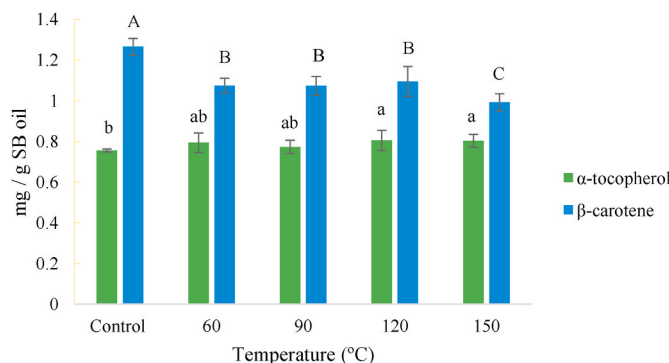 1.4
1.2
1
0.8
0.6
0.4
0.2
0
mg / g SB oil
A
B
B
B
C
b
ab
ab
a
a
Control 60 90 120 150
Temperature (ºC)
α-tocopherol
β-carotene